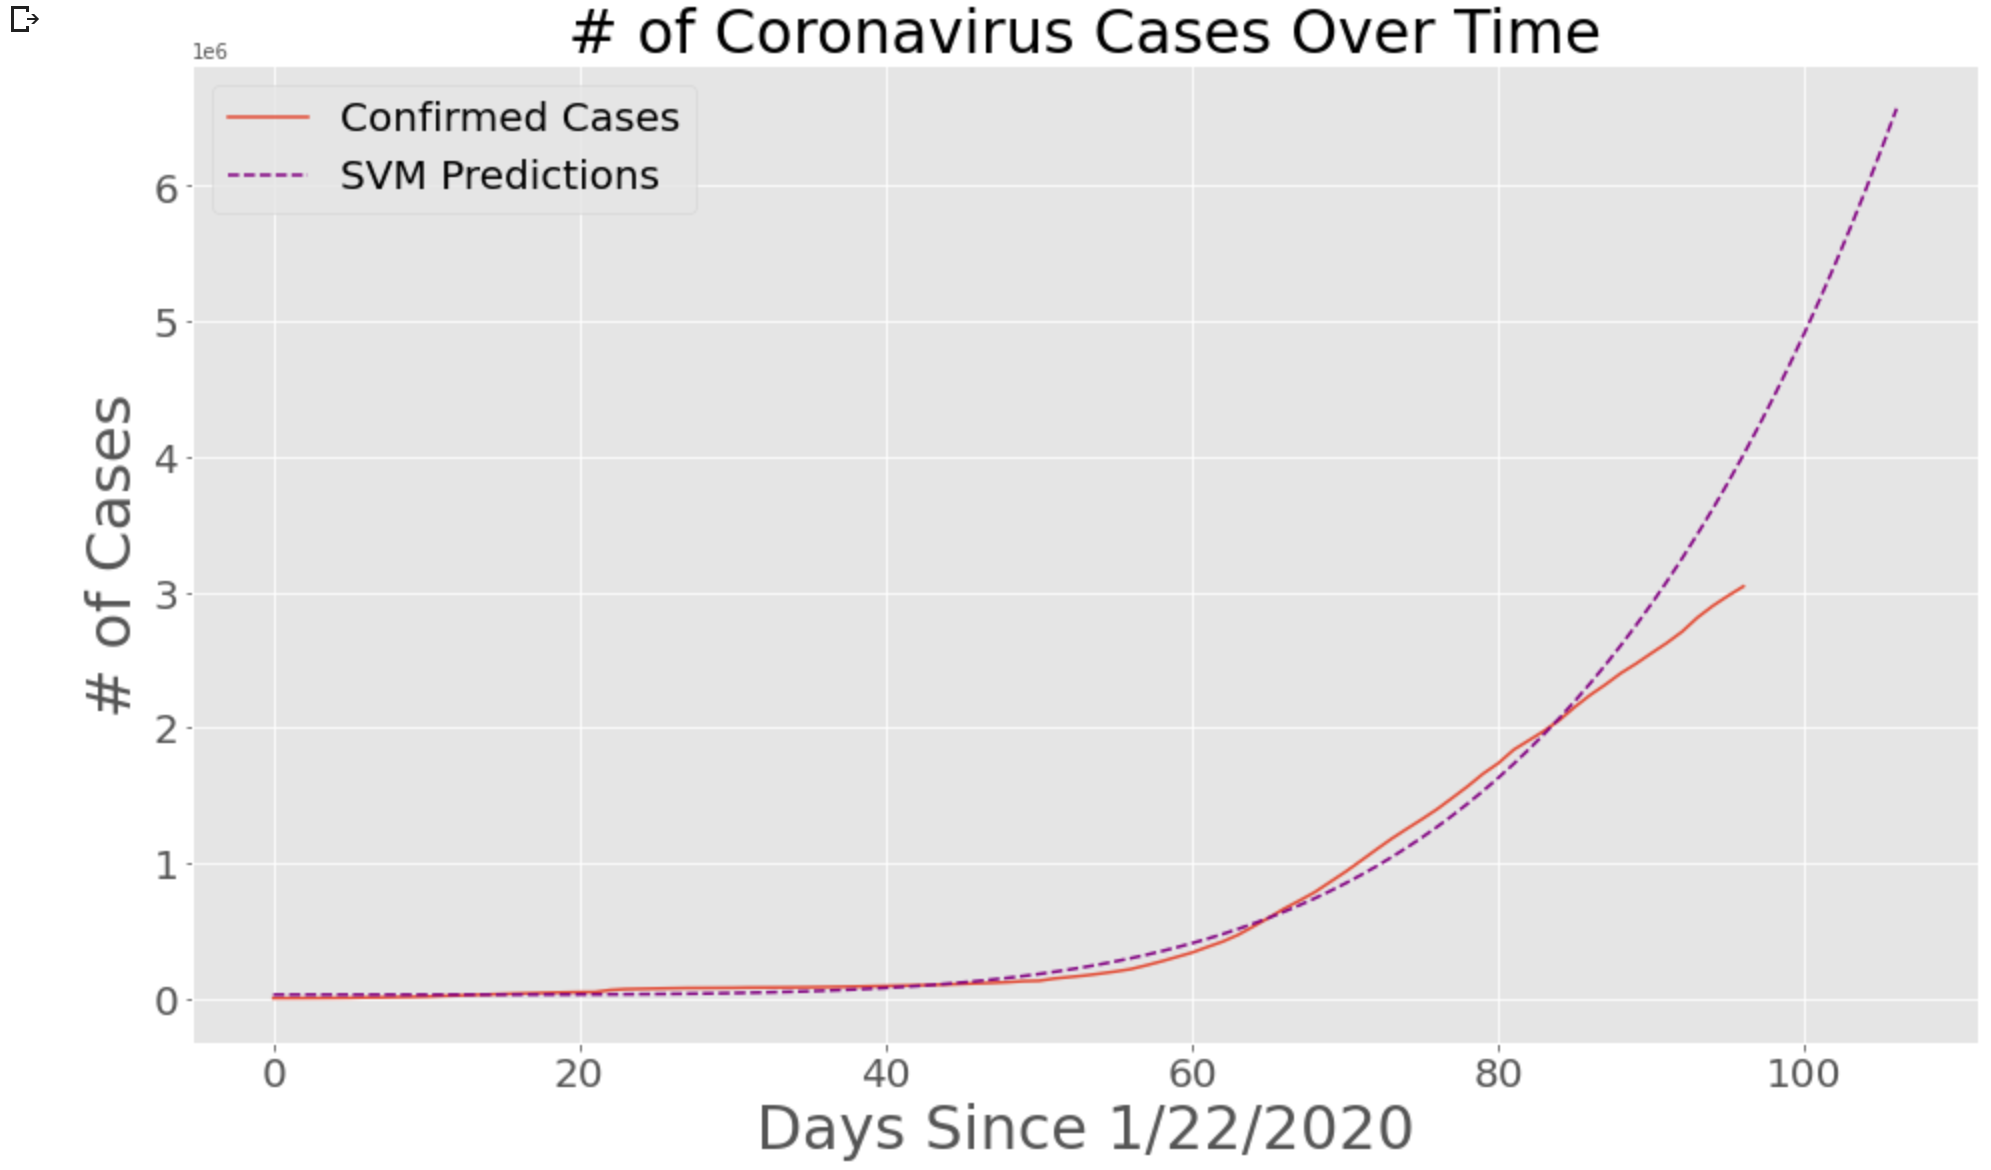 # of Coronavirus Cases Over Time
1e6
Confirmed Cases
SVM Predictions
6
5
4
3
2
1
0
# of Cases
0 20 40 60 80 100
Days Since 1/22/2020